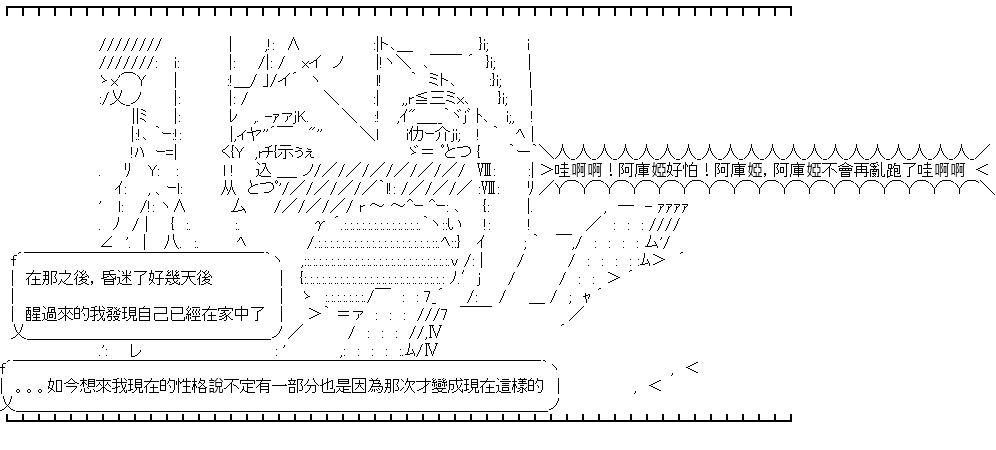 哇啊啊！阿庫婭好怕！阿庫婭，阿庫婭不會再亂跑了哇啊啊
在那之後，昏迷了好幾天後
醒過來的我發現自己已經在家中了
。。。如今想來我現在的性格說不定有一部分也是因為那次才變成現在這樣的